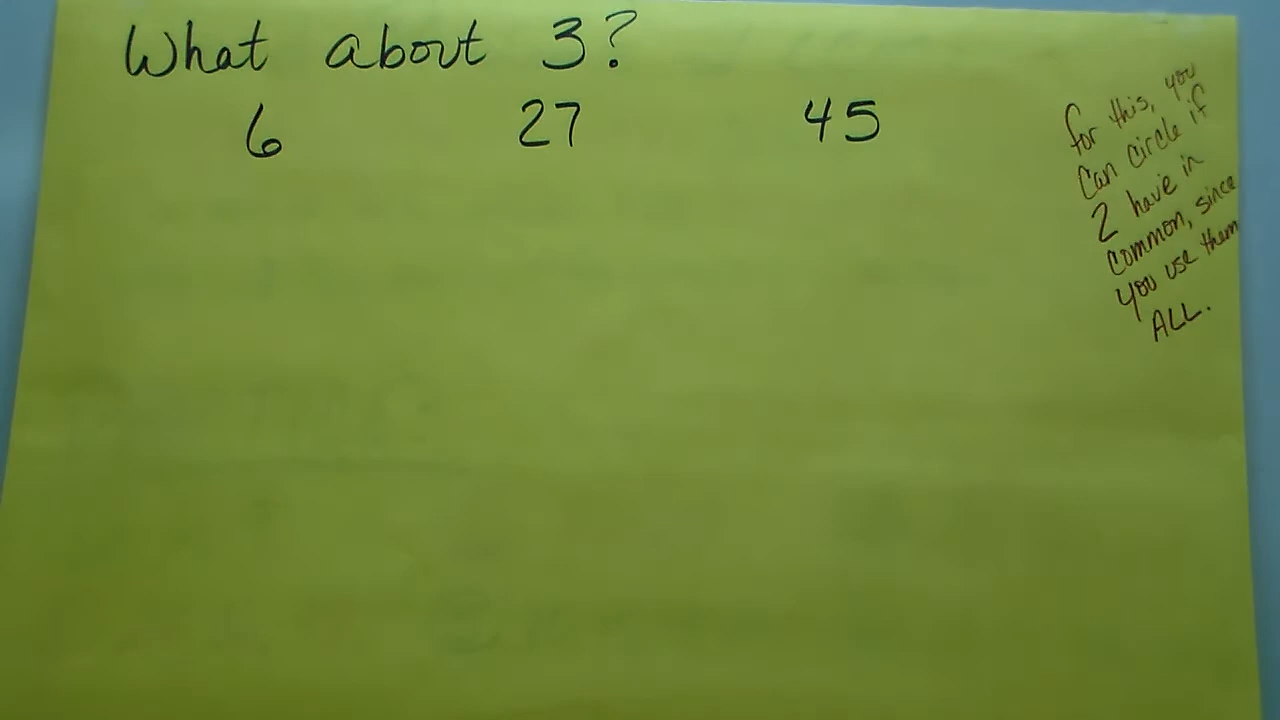 What about 3?
6 27 45
for this, you
can circle if
2 have in
common, since
you use them
ALL.